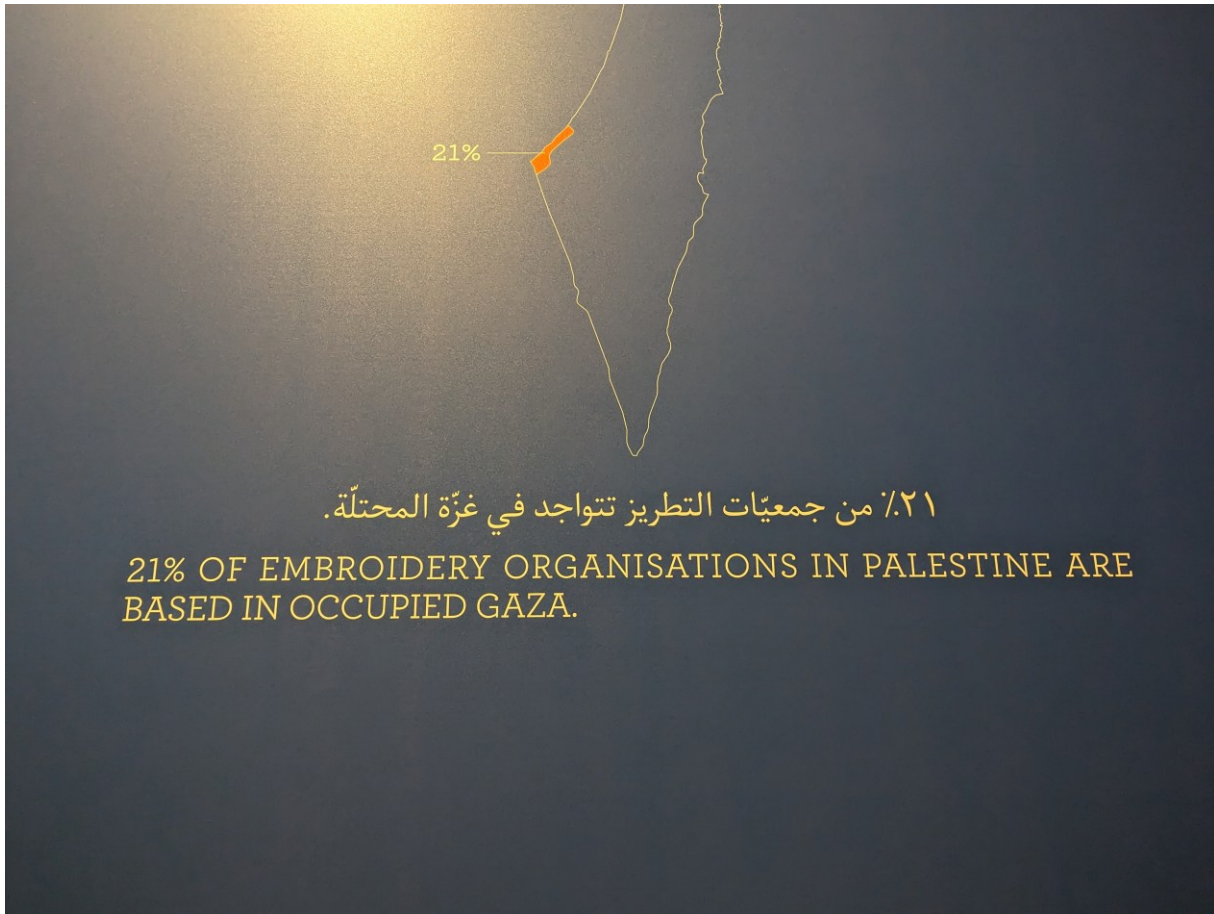 21%
٢١٪ من جمعيّات التطريز تتواجد في غزّة المحتلّة.
21% OF EMBROIDERY ORGANISATIONS IN PALESTINE ARE
BASED IN OCCUPIED GAZA.